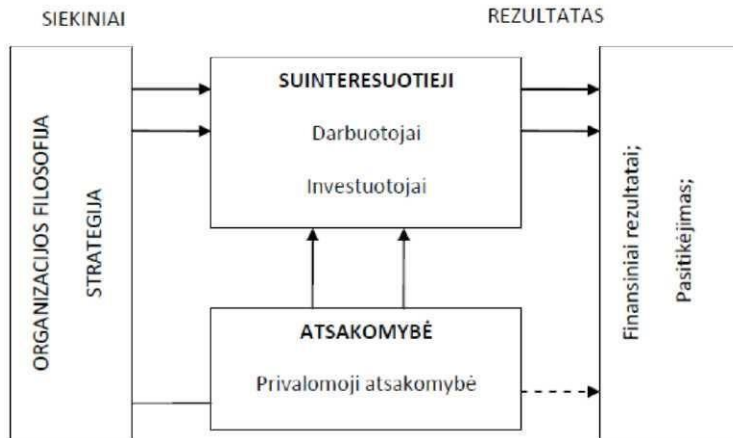 SIEKINIAI
REZULTATAS
ORGANIZACIJOS FILOSOFIJA
STRATEGIJA
SUINTERESUOTIEJI
Darbuotojai
Investuotojai
ATSAKOMYBĖ
Privalomoji atsakomybė
Finansiniai rezultatai;
Pasitikėjimas;